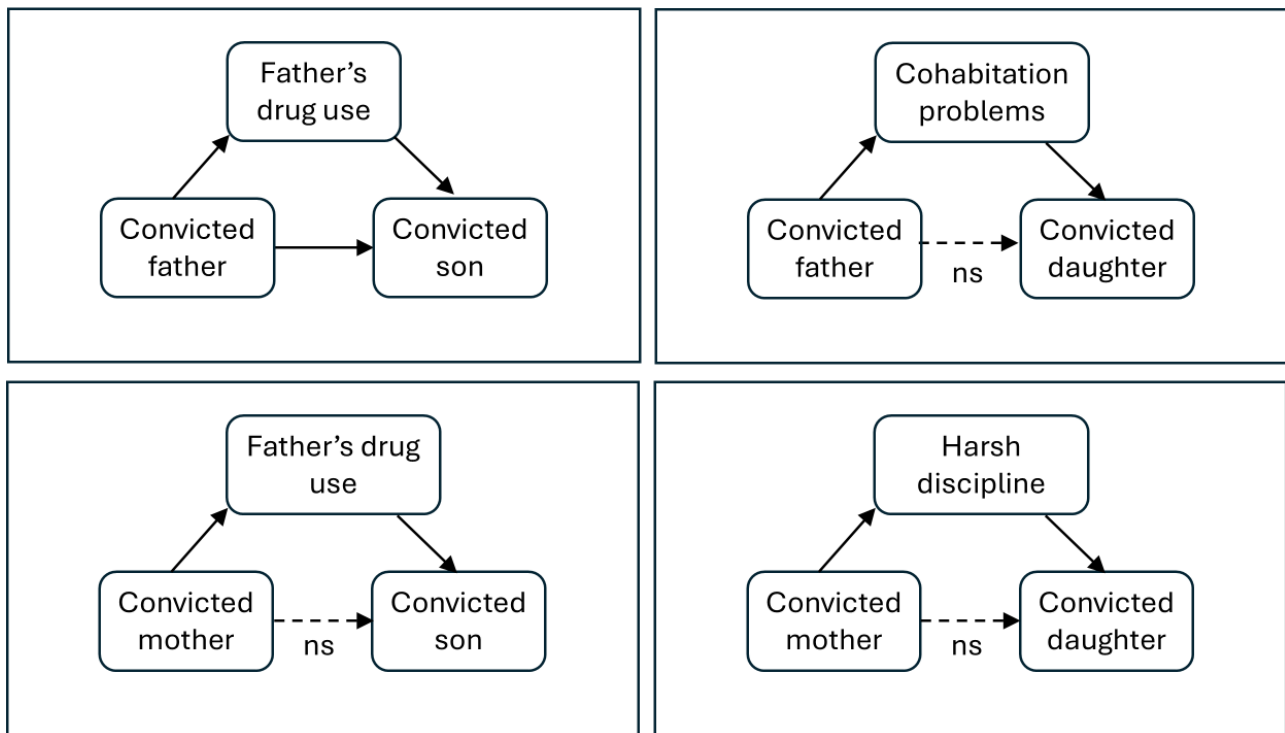 Father’s
drug use
Convicted
father
Convicted
son
Cohabitation
problems
Convicted
father
ns
Convicted
daughter
Father’s drug
use
Convicted
mother
ns
Convicted
son
Harsh
discipline
Convicted
mother
ns
Convicted
daughter